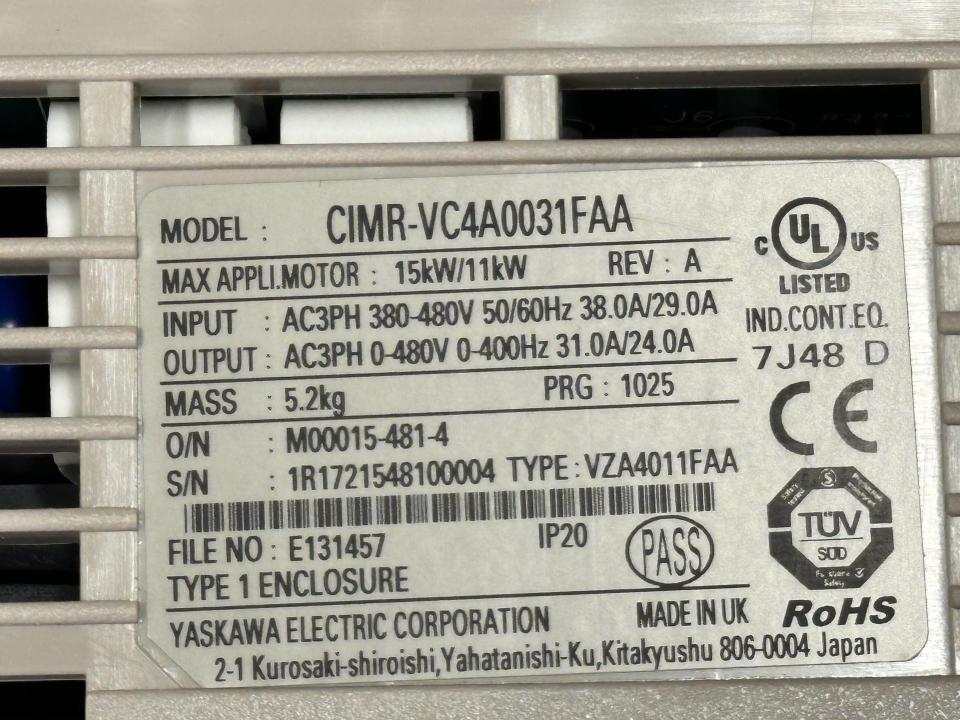 J6
MODEL : CIMR-VC4A0031FAA
MAX APPLI.MOTOR : 15kW/11kW REV : A
INPUT : AC3PH 380-480V 50/60Hz 38.0A/29.0A
OUTPUT : AC3PH 0-480V 0-400Hz 31.0A/24.0A
MASS : 5.2kg PRG : 1025
O/N : M00015-481-4
S/N : 1R1721548100004 TYPE : VZA4011FAA
FILE NO : E131457 IP20 PASS
TYPE 1 ENCLOSURE
YASKAWA ELECTRIC CORPORATION MADE IN UK
2-1 Kurosaki-shiroishi,Yahatanishi-Ku,Kitakyushu 806-0004 Japan
C UL US
LISTED
IND.CONT.EQ.
7J48 D
CE
TÜV
SÜD
RoHS